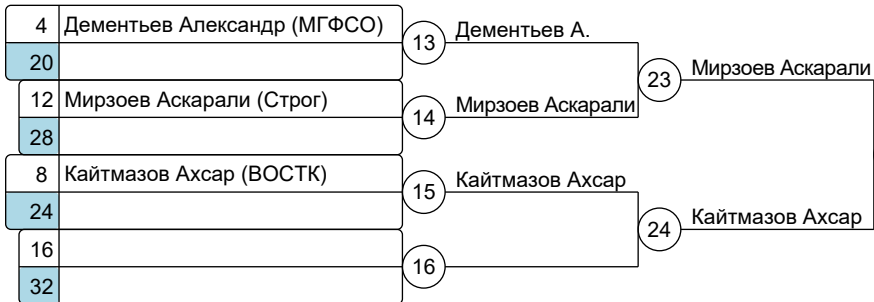 4 Дементьев Александр (МГФСО)
20
13
Дементьев А.
12 Мирзоев Аскарали (Строг)
28
14
Мирзоев Аскарали
23
Мирзоев Аскарали
8 Кайтмазов Ахсар (ВОСТК)
24
15
Кайтмазов Ахсар
16
32
16
24
Кайтмазов Ахсар